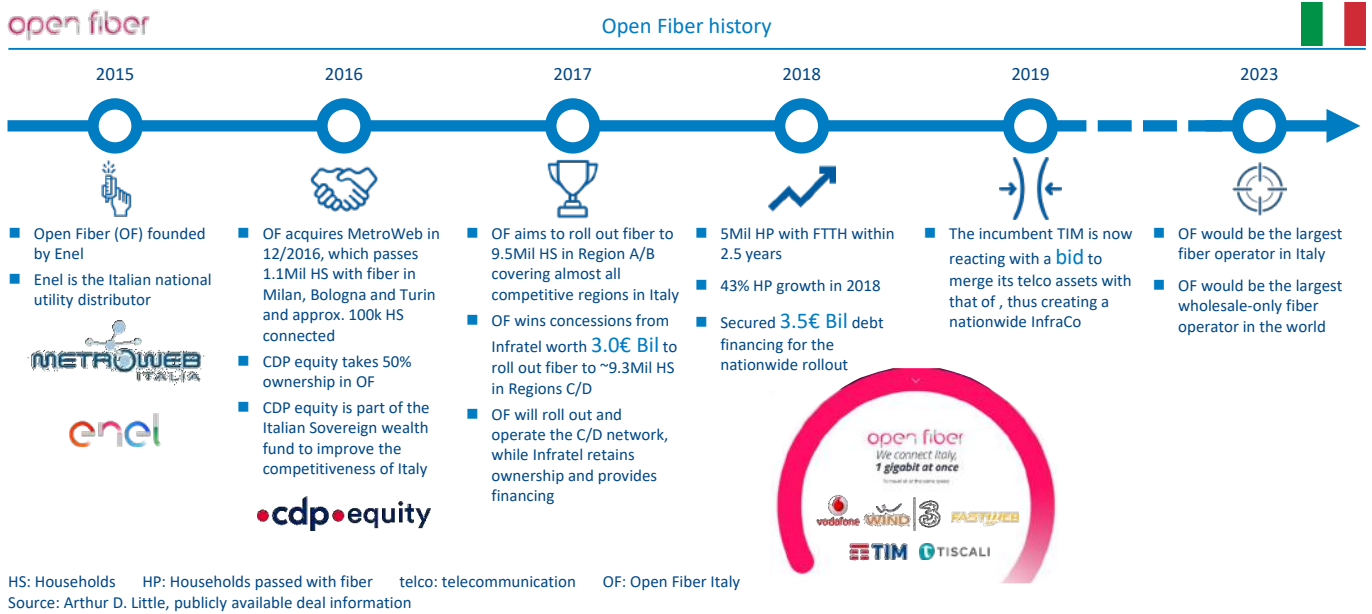 open fiber
Open Fiber history
2015
2016
2017
2018
2019
2023
Open Fiber (OF) founded
by Enel
Enel is the Italian national
utility distributor
METROWEB
ITALIA
enel
OF acquires MetroWeb in
12/2016, which passes
1.1Mil HS with fiber in
Milan, Bologna and Turin
and approx. 100k HS
connected
CDP equity takes 50%
ownership in OF
CDP equity is part of the
Italian Sovereign wealth
fund to improve the
competitiveness of Italy
cdp equity
OF aims to roll out fiber to
9.5Mil HS in Region A/B
covering almost all
competitive regions in Italy
OF wins concessions from
Infratel worth 3.0€ Bil to
roll out fiber to ~9.3Mil HS
in Regions C/D
OF will roll out and
operate the C/D network,
while Infratel retains
ownership and provides
financing
5Mil HP with FTTH within
2.5 years
43% HP growth in 2018
Secured 3.5€ Bil debt
financing for the
nationwide rollout
open fiber
We connect Italy,
1 gigabit at once
vodafone WIND 3 FASTWEB
TIM TISCALI
The incumbent TIM is now
reacting with a bid to
merge its telco assets with
that of , thus creating a
nationwide InfraCo
OF would be the largest
fiber operator in Italy
OF would be the largest
wholesale-only fiber
operator in the world
HS: Households HP: Households passed with fiber telco: telecommunication OF: Open Fiber Italy
Source: Arthur D. Little, publicly available deal information